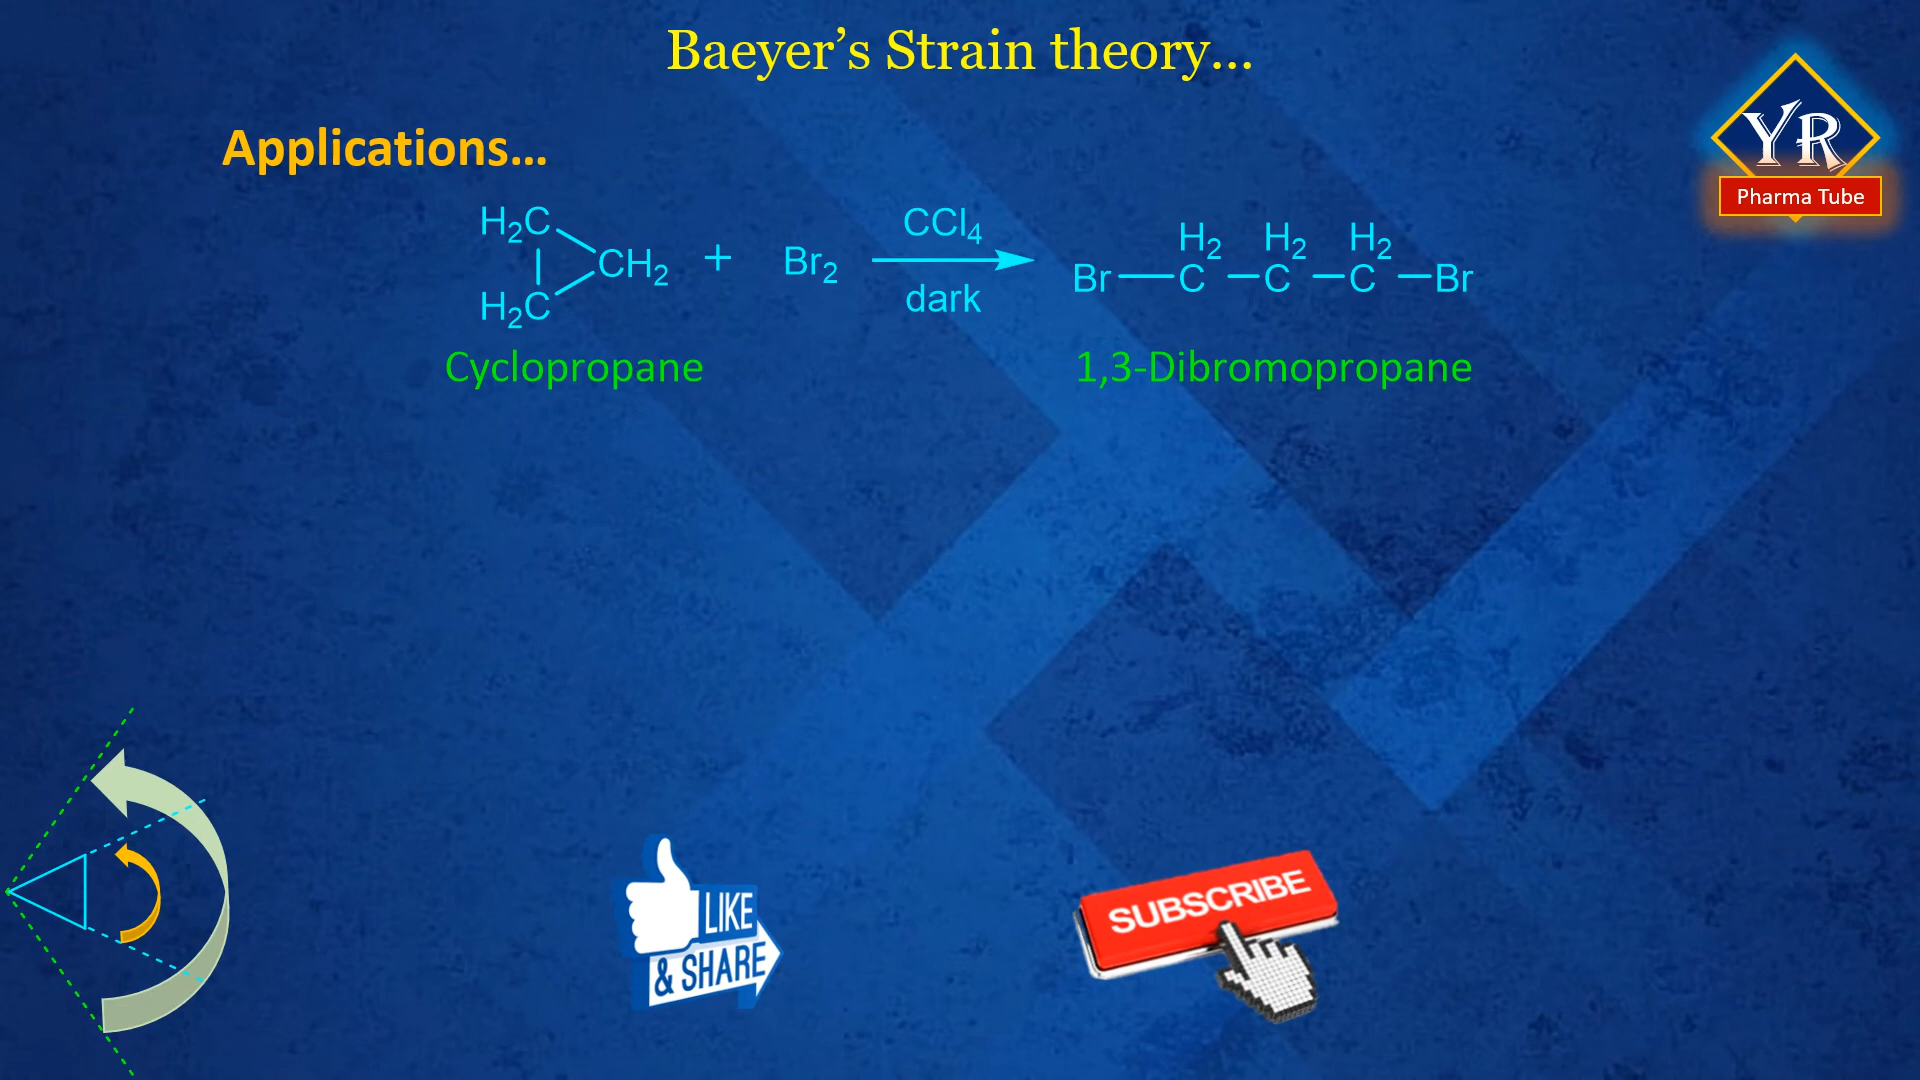 Baeyer’s Strain theory...
YR
Pharma Tube
Applications...
H₂C
CH₂
H₂C
+ Br₂
CCl₄
dark
H₂ H₂ H₂
Br—C—C—C—Br
Cyclopropane
1,3-Dibromopropane
LIKE
& SHARE
SUBSCRIBE